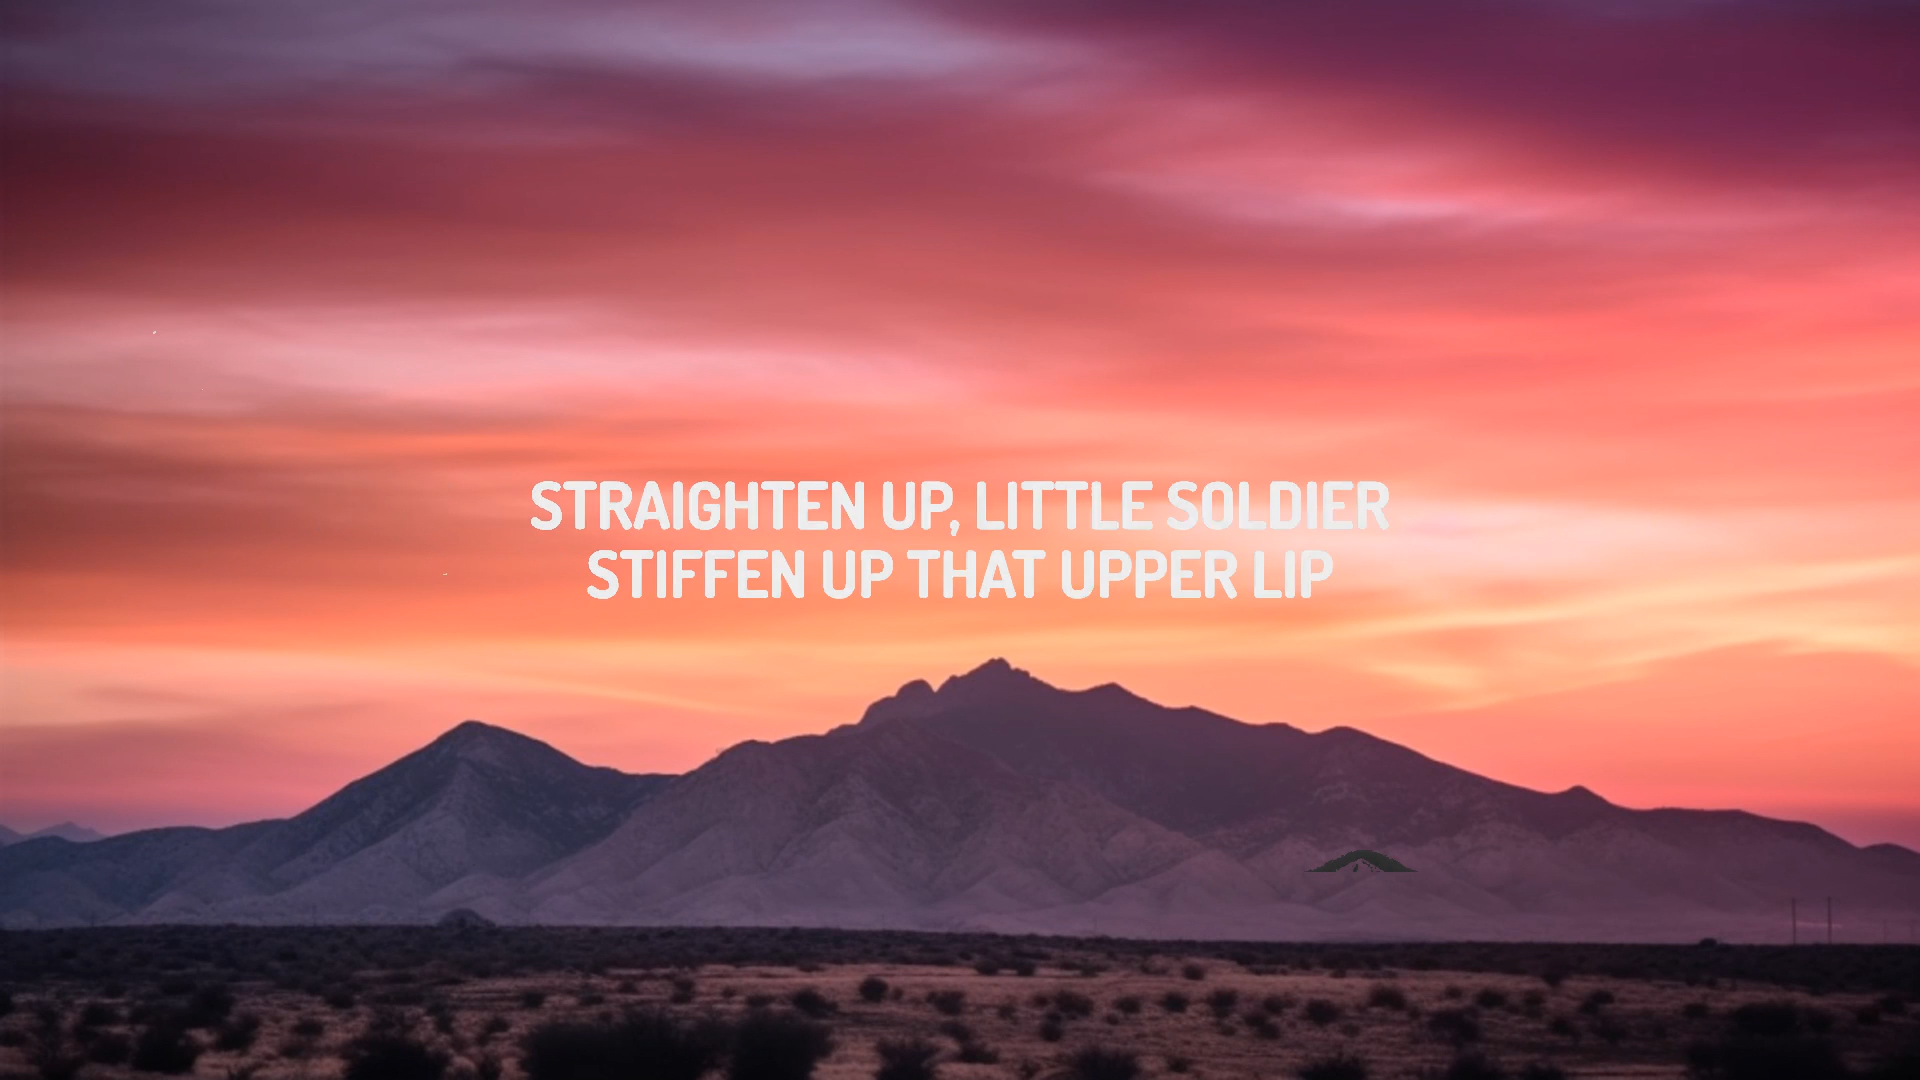 STRAIGHTEN UP, LITTLE SOLDIER
STIFFEN UP THAT UPPER LIP